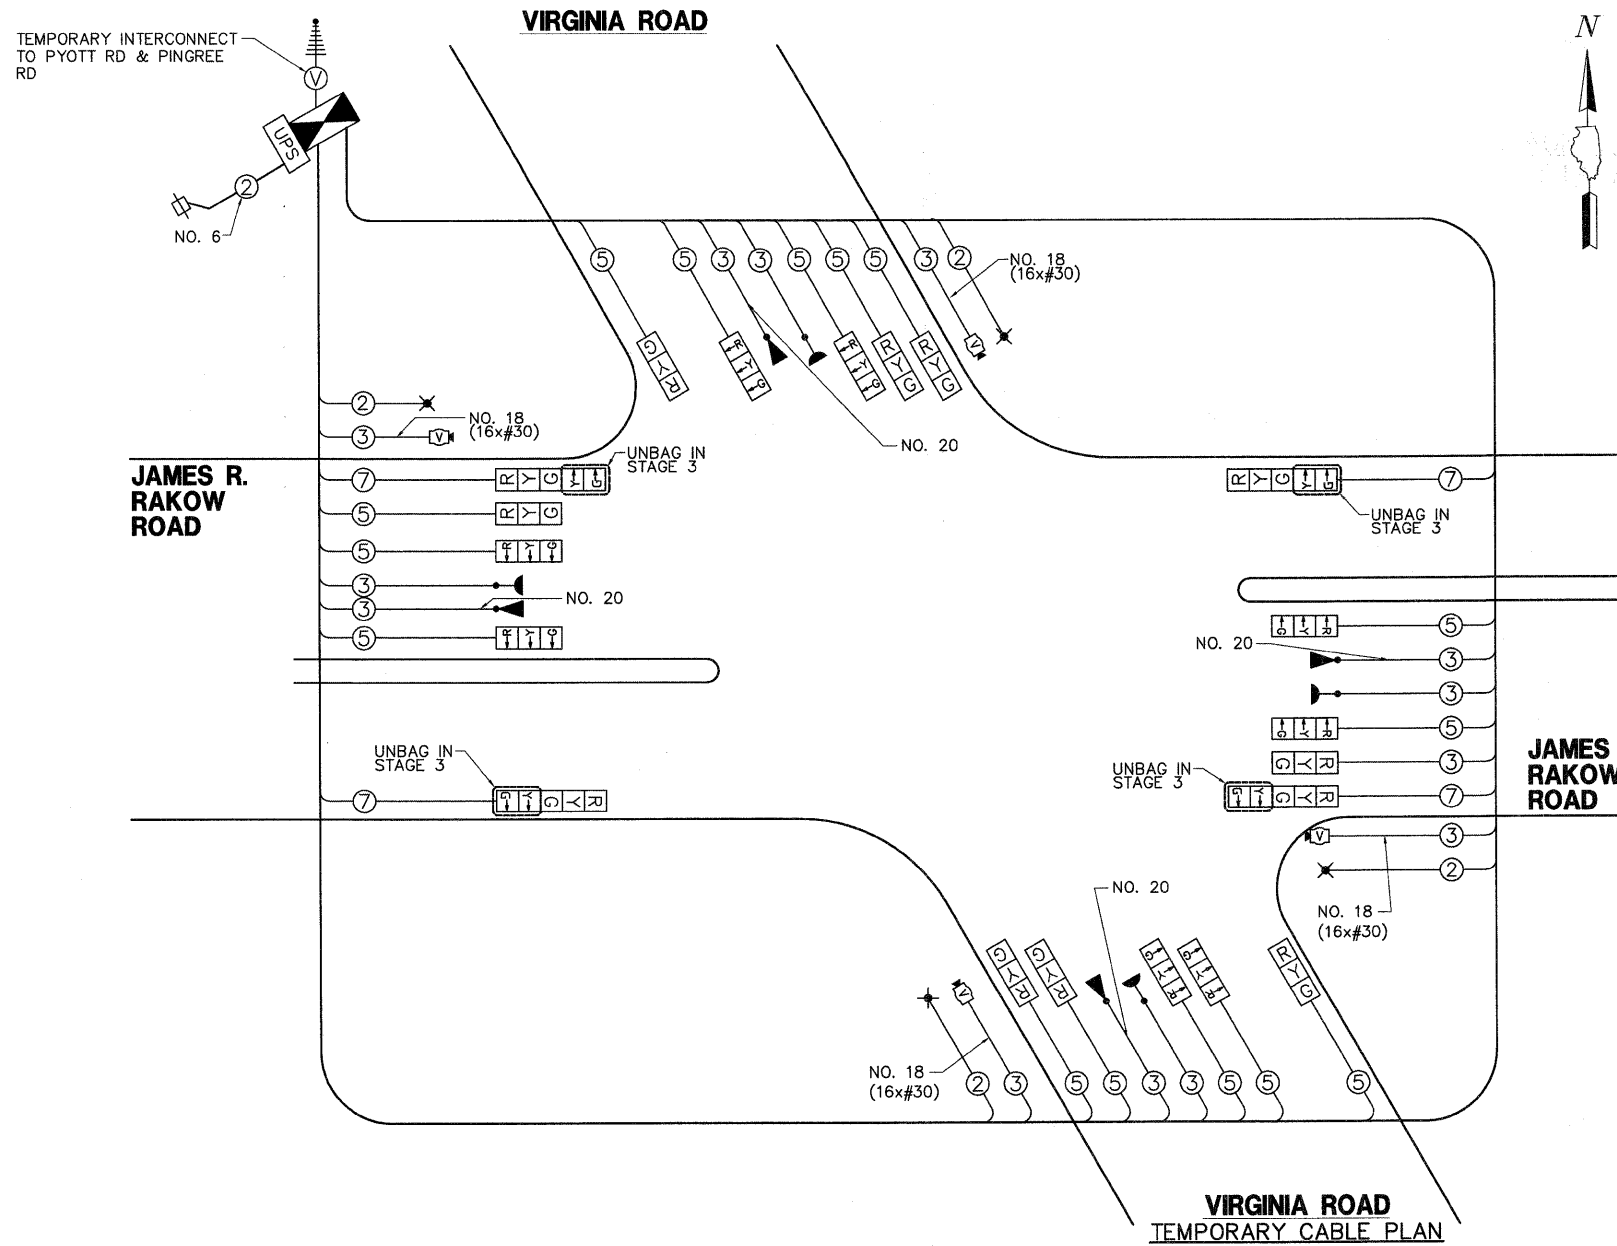 VIRGINIA ROAD
N
TEMPORARY INTERCONNECT
TO PYOTT RD & PINGREE
RD
V
UPS
2
NO. 6
5 5 3 3 5 5 5 3 2
NO. 18
(16x#30)
R Y G
R Y G
R Y G
R Y G
R Y G
V
NO. 20
2
3
NO. 18
(16x#30)
V
JAMES R.
RAKOW
ROAD
7
R Y G Y G
UNBAG IN
STAGE 3
5
R Y G
5
R Y G
3
3
NO. 20
5
R Y G
R Y G Y G
7
UNBAG IN
STAGE 3
G Y R
5
NO. 20
3
3
G Y R
5
G Y R
3
UNBAG IN
STAGE 3
G Y G Y R
7
JAMES
RAKOW
ROAD
V
3
2
NO. 18
(16x#30)
UNBAG IN
STAGE 3
7
G Y G Y R
NO. 20
V
G Y R
G Y R
G Y R
G Y R
R Y G
NO. 18
(16x#30)
2 3 5 5 3 3 5 5 5
VIRGINIA ROAD
TEMPORARY CABLE PLAN